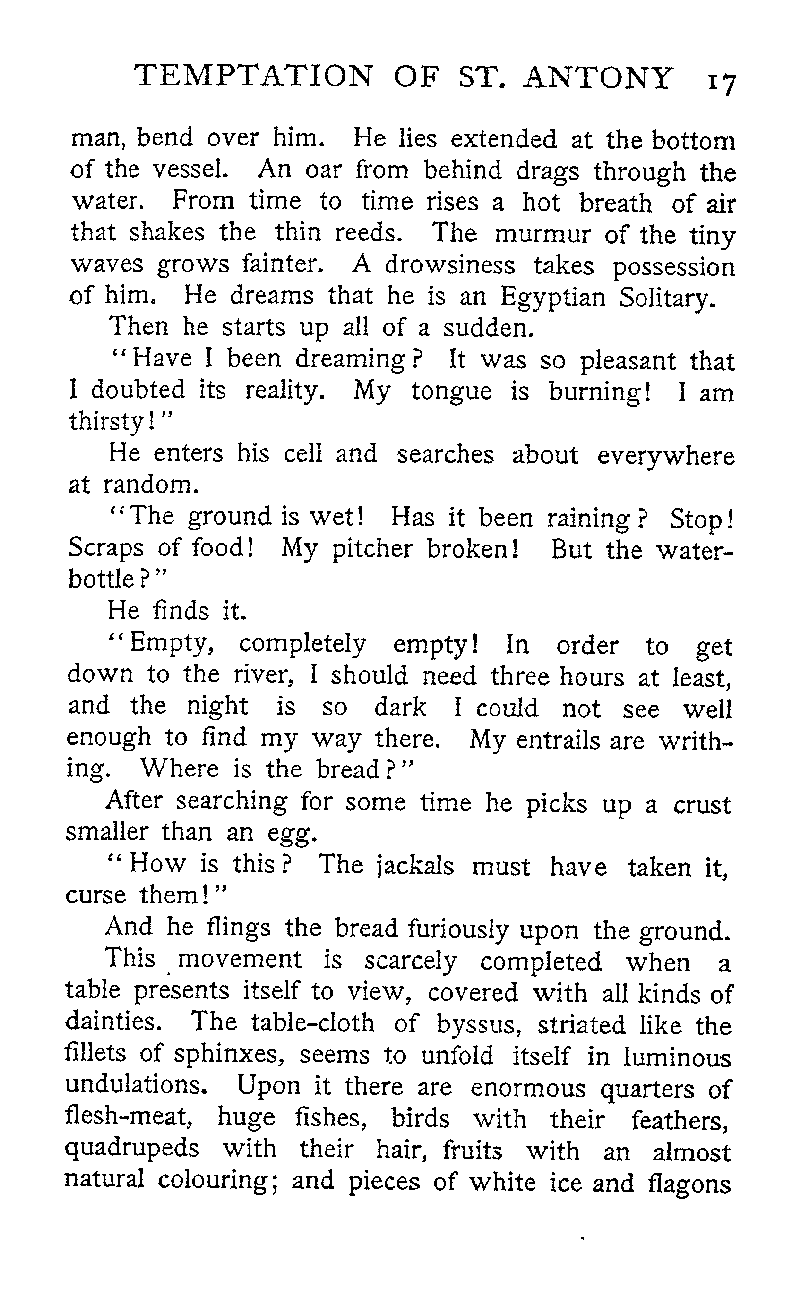 TEMPTATION OF ST. ANTONY 17
man, bend over him. He lies extended at the bottom
of the vessel. An oar from behind drags through the
water. From time to time rises a hot breath of air
that shakes the thin reeds. The murmur of the tiny
waves grows fainter. A drowsiness takes possession
of him. He dreams that he is an Egyptian Solitary.
Then he starts up all of a sudden.
"Have I been dreaming? It was so pleasant that
I doubted its reality. My tongue is burning! I am
thirsty!"
He enters his cell and searches about everywhere
at random.
"The ground is wet! Has it been raining? Stop!
Scraps of food! My pitcher broken! But the water-
bottle?"
He finds it.
"Empty, completely empty! In order to get
down to the river, I should need three hours at least,
and the night is so dark I could not see well
enough to find my way there. My entrails are writh-
ing. Where is the bread?"
After searching for some time he picks up a crust
smaller than an egg.
"How is this? The jackals must have taken it,
curse them!"
And he flings the bread furiously upon the ground.
This movement is scarcely completed when a
table presents itself to view, covered with all kinds of
dainties. The table-cloth of byssus, striated like the
fillets of sphinxes, seems to unfold itself in luminous
undulations. Upon it there are enormous quarters of
flesh-meat, huge fishes, birds with their feathers,
quadrupeds with their hair, fruits with an almost
natural colouring; and pieces of white ice and flagons